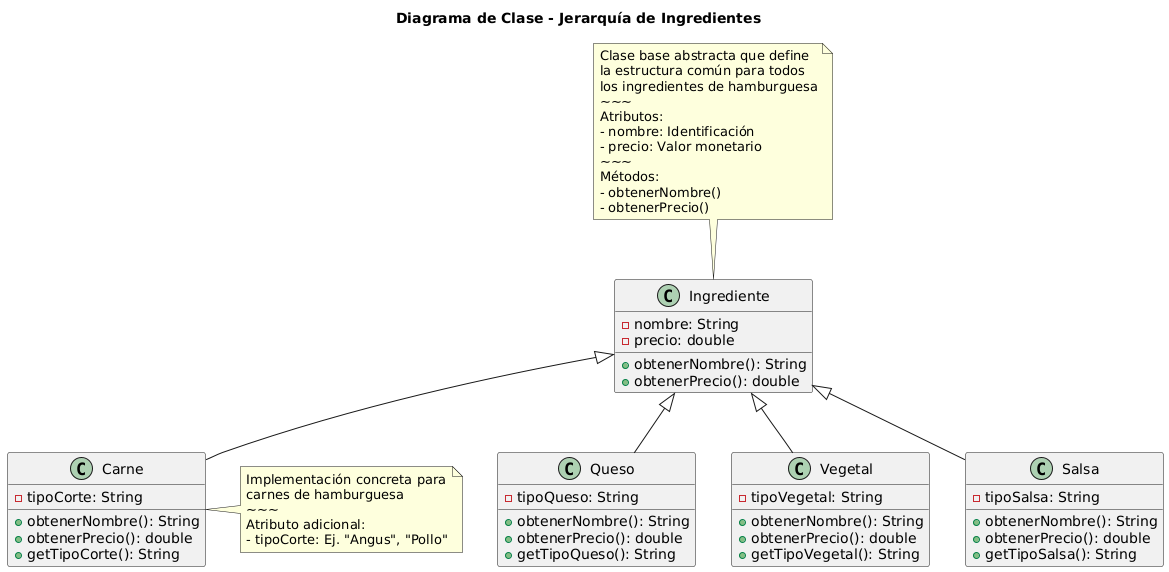 Diagrama de Clase - Jerarquía de Ingredientes
Clase base abstracta que define
la estructura común para todos
los ingredientes de hamburguesa
~~~
Atributos:
- nombre: Identificación
- precio: Valor monetario
~~~
Métodos:
- obtenerNombre()
- obtenerPrecio()
C Ingrediente
nombre: String
precio: double
obtenerNombre(): String
obtenerPrecio(): double
C Carne
tipoCorte: String
obtenerNombre(): String
obtenerPrecio(): double
getTipoCorte(): String
Implementación concreta para
carnes de hamburguesa
~~~
Atributo adicional:
- tipoCorte: Ej. "Angus", "Pollo"
C Queso
tipoQueso: String
obtenerNombre(): String
obtenerPrecio(): double
getTipoQueso(): String
C Vegetal
tipoVegetal: String
obtenerNombre(): String
obtenerPrecio(): double
getTipoVegetal(): String
C Salsa
tipoSalsa: String
obtenerNombre(): String
obtenerPrecio(): double
getTipoSalsa(): String